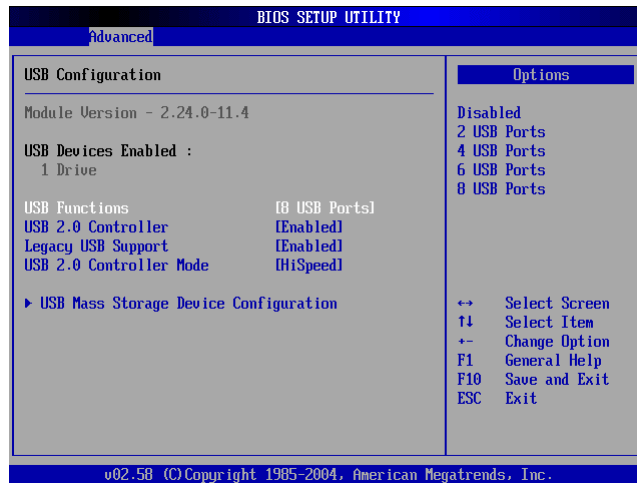 BIOS SETUP UTILITY
Advanced
USB Configuration
Module Version - 2.24.0-11.4
USB Devices Enabled :
1 Drive
USB Functions [8 USB Ports]
USB 2.0 Controller [Enabled]
Legacy USB Support [Enabled]
USB 2.0 Controller Mode [HiSpeed]
▶ USB Mass Storage Device Configuration
Options
Disabled
2 USB Ports
4 USB Ports
6 USB Ports
8 USB Ports
↔ Select Screen
↑↓ Select Item
+- Change Option
F1 General Help
F10 Save and Exit
ESC Exit
v02.58 (C)Copyright 1985-2004, American Megatrends, Inc.